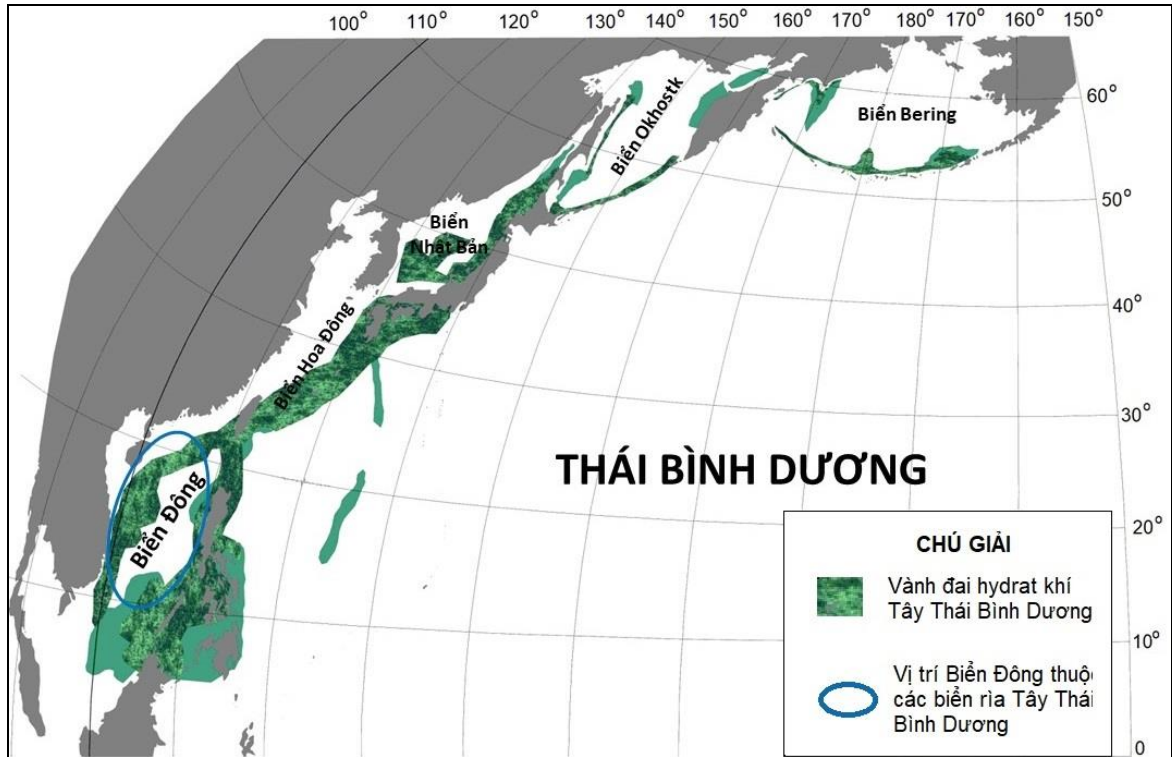 100° 110° 120° 130° 140° 150° 160° 170° 180° 170° 160° 150°
60°
Biển Okhostk
Biển Bering
50°
Biển
Nhật Bản
40°
Biển Hoa Đông
30°
THÁI BÌNH DƯƠNG
Biển Đông
20°
CHÚ GIẢI
Vành đai hydrat khí
Tây Thái Bình Dương
10°
Vị trí Biển Đông thuộc
các biển rìa Tây Thái
Bình Dương
0